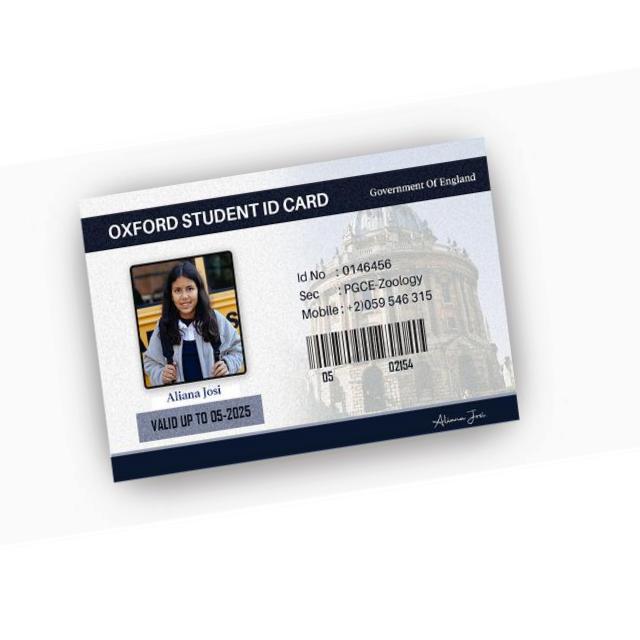 OXFORD STUDENT ID CARD
Government Of England
Id No : 0146456
Sec : PGCE-Zoology
Mobile : +2)059 546 315
05 02154
Aliana Josi
VALID UP TO 05-2025
Aliana Josi